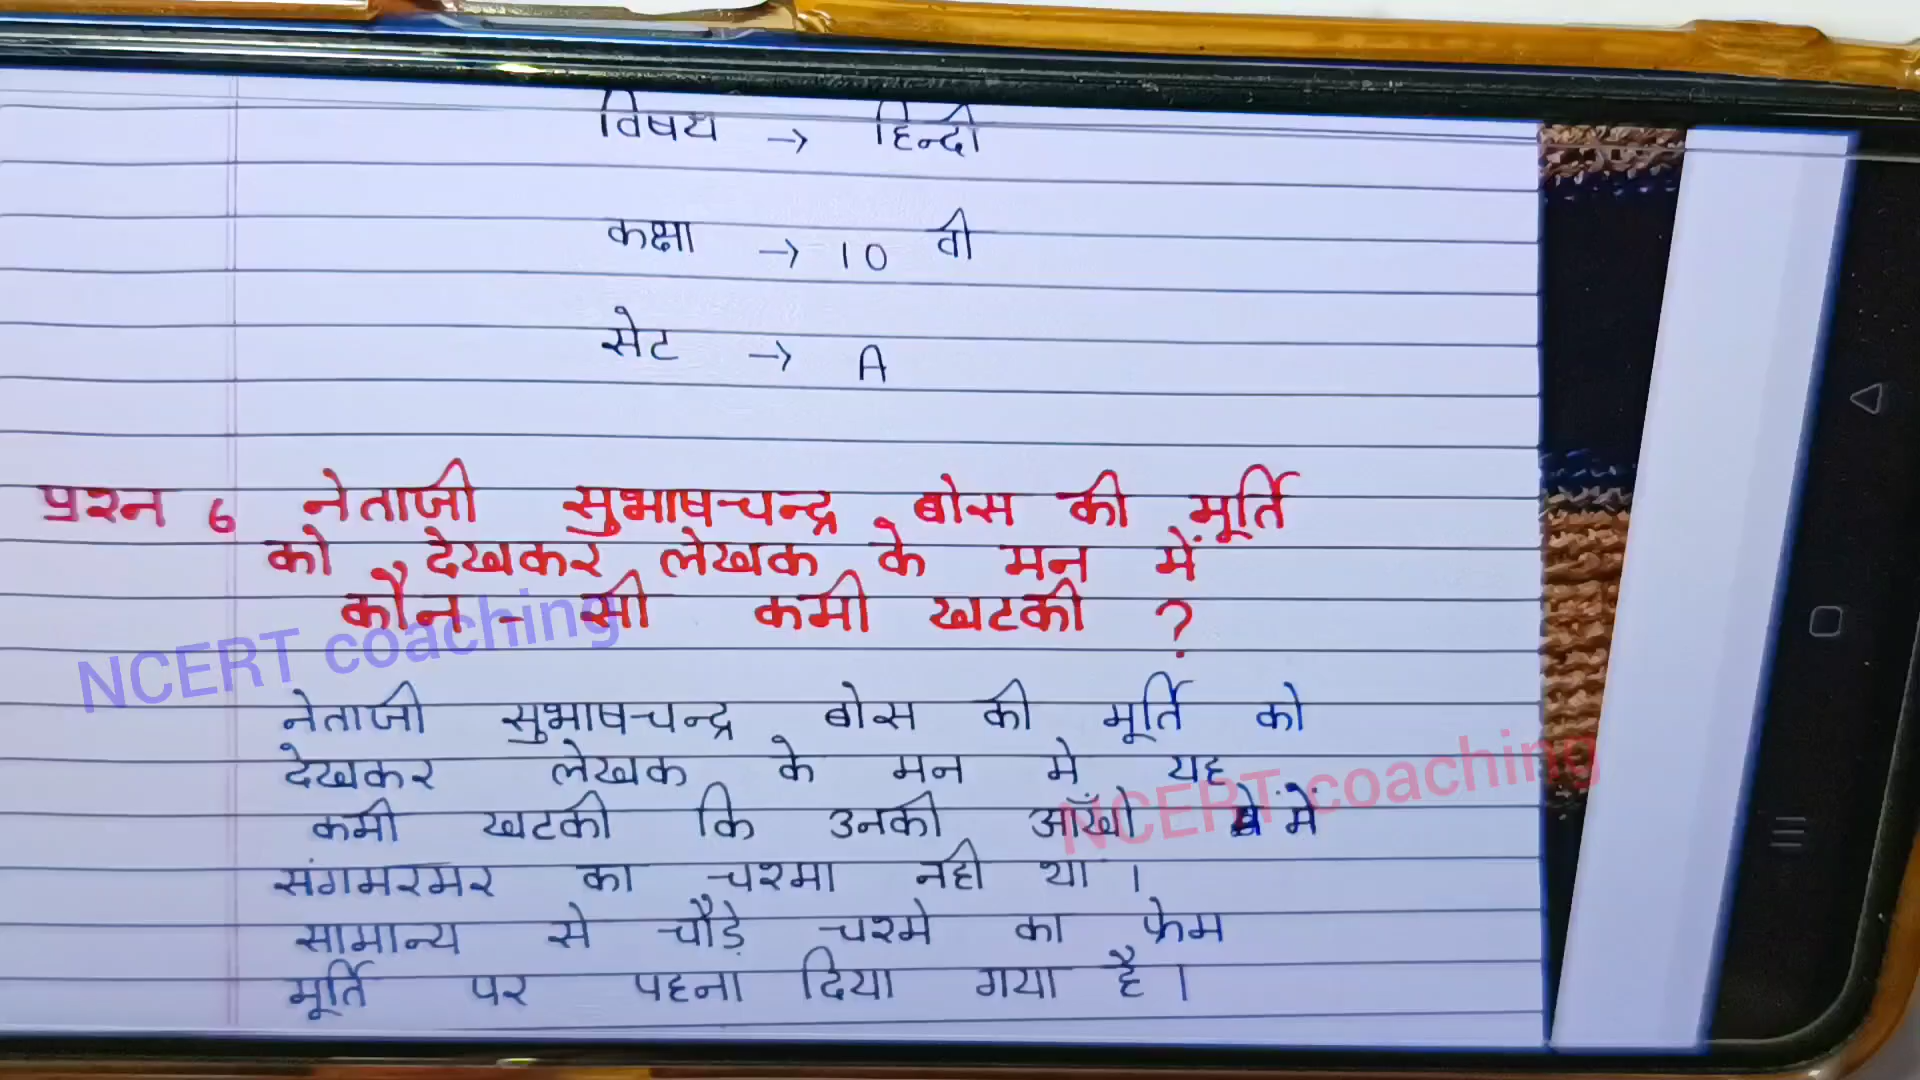 विषय → हिन्दी
कक्षा → 10 वी
सेट → A
प्रश्न 6 नेताजी सुभाषचन्द्र बोस की मूर्ति
को देखकर लेखक के मन में
कौन - सी कमी खटकी ?
NCERT coaching
नेताजी सुभाषचन्द्र बोस की मूर्ति को
देखकर लेखक के मन मे यह
NCERT coaching
कमी खटकी कि उनकी आँखो में
संगमरमर का चश्मा नही था ।
सामान्य से चौड़े चश्मे का फ्रेम
मूर्ति पर पहना दिया गया है ।